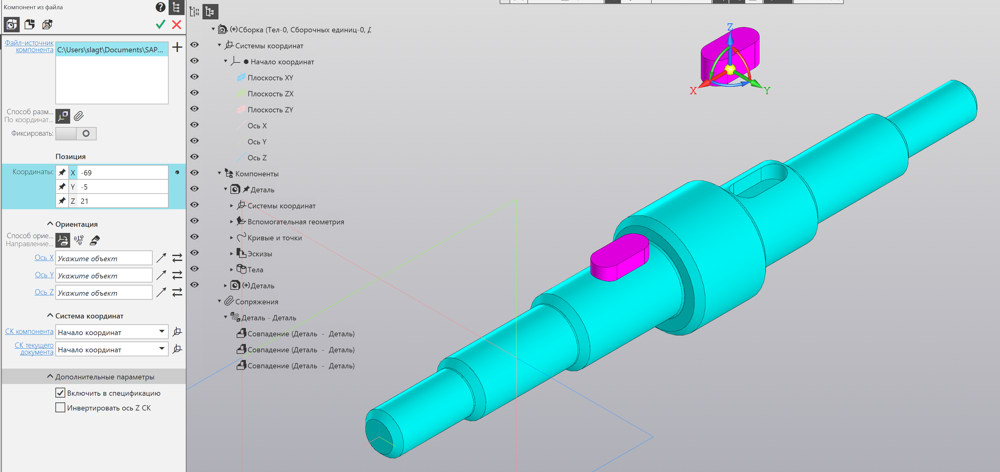 Компонент из файла
Файл-источник
компонента
C:\Users\slagt\Documents\SAP...
Способ разм...
По координат...
Фиксировать:
Позиция
Координаты:
X -69
Y -5
Z 21
Ориентация
Способ орие...
Направление...
Ось X Укажите объект
Ось Y Укажите объект
Ось Z Укажите объект
Система координат
СК компонента Начало координат
СК текущего
документа
Начало координат
Дополнительные параметры
Включить в спецификацию
Инвертировать ось Z СК
(+)Сборка (Тел-0, Сборочных единиц-0, Д
Системы координат
Начало координат
Плоскость XY
Плоскость ZX
Плоскость ZY
Ось X
Ось Y
Ось Z
Компоненты
Деталь
Системы координат
Вспомогательная геометрия
Кривые и точки
Эскизы
Тела
(+)Деталь
Сопряжения
Деталь - Деталь
Совпадение (Деталь - Деталь)
Совпадение (Деталь - Деталь)
Совпадение (Деталь - Деталь)
Z
X
Y